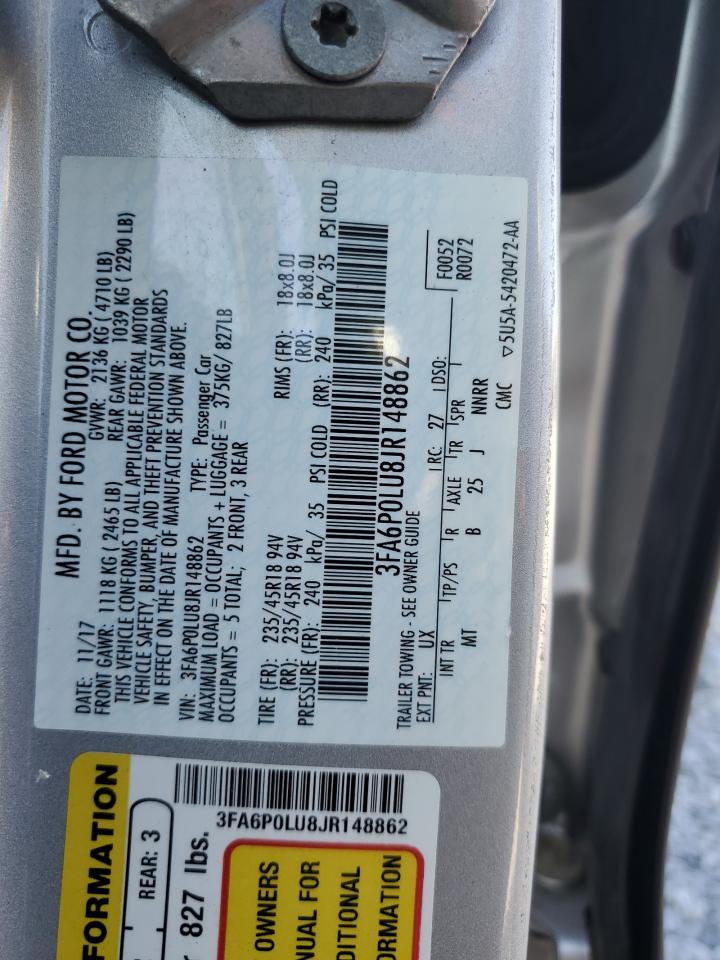 MFD. BY FORD MOTOR CO.
DATE: 11/17 GVWR: 2136 KG ( 4710 LB)
FRONT GAWR: 1118 KG ( 2465 LB) REAR GAWR: 1039 KG ( 2290 LB)
THIS VEHICLE CONFORMS TO ALL APPLICABLE FEDERAL MOTOR
VEHICLE SAFETY, BUMPER, AND THEFT PREVENTION STANDARDS
IN EFFECT ON THE DATE OF MANUFACTURE SHOWN ABOVE.
VIN: 3FA6P0LU8JR148862 TYPE: Passenger Car
MAXIMUM LOAD = OCCUPANTS + LUGGAGE = 375KG/ 827LB
OCCUPANTS = 5 TOTAL; 2 FRONT, 3 REAR
TIRE (FR): 235/45R18 94V RIMS (FR): 18x8.0J
(RR): 235/45R18 94V (RR): 18x8.0J
PRESSURE (FR): 240 kPa/ 35 PSI COLD (RR): 240 kPa/ 35 PSI COLD
3FA6P0LU8JR148862
TRAILER TOWING - SEE OWNER GUIDE F0052
EXT PNT: UX RC: 27 DSO: R0072
INT TR TP/PS R AXLE TR SPR
MT B 25 J NNRR
CMC ▽5U5A-5420472-AA
FORMATION
REAR: 3
827 lbs.
3FA6P0LU8JR148862
OWNERS
NUAL FOR
DITIONAL
ORMATION